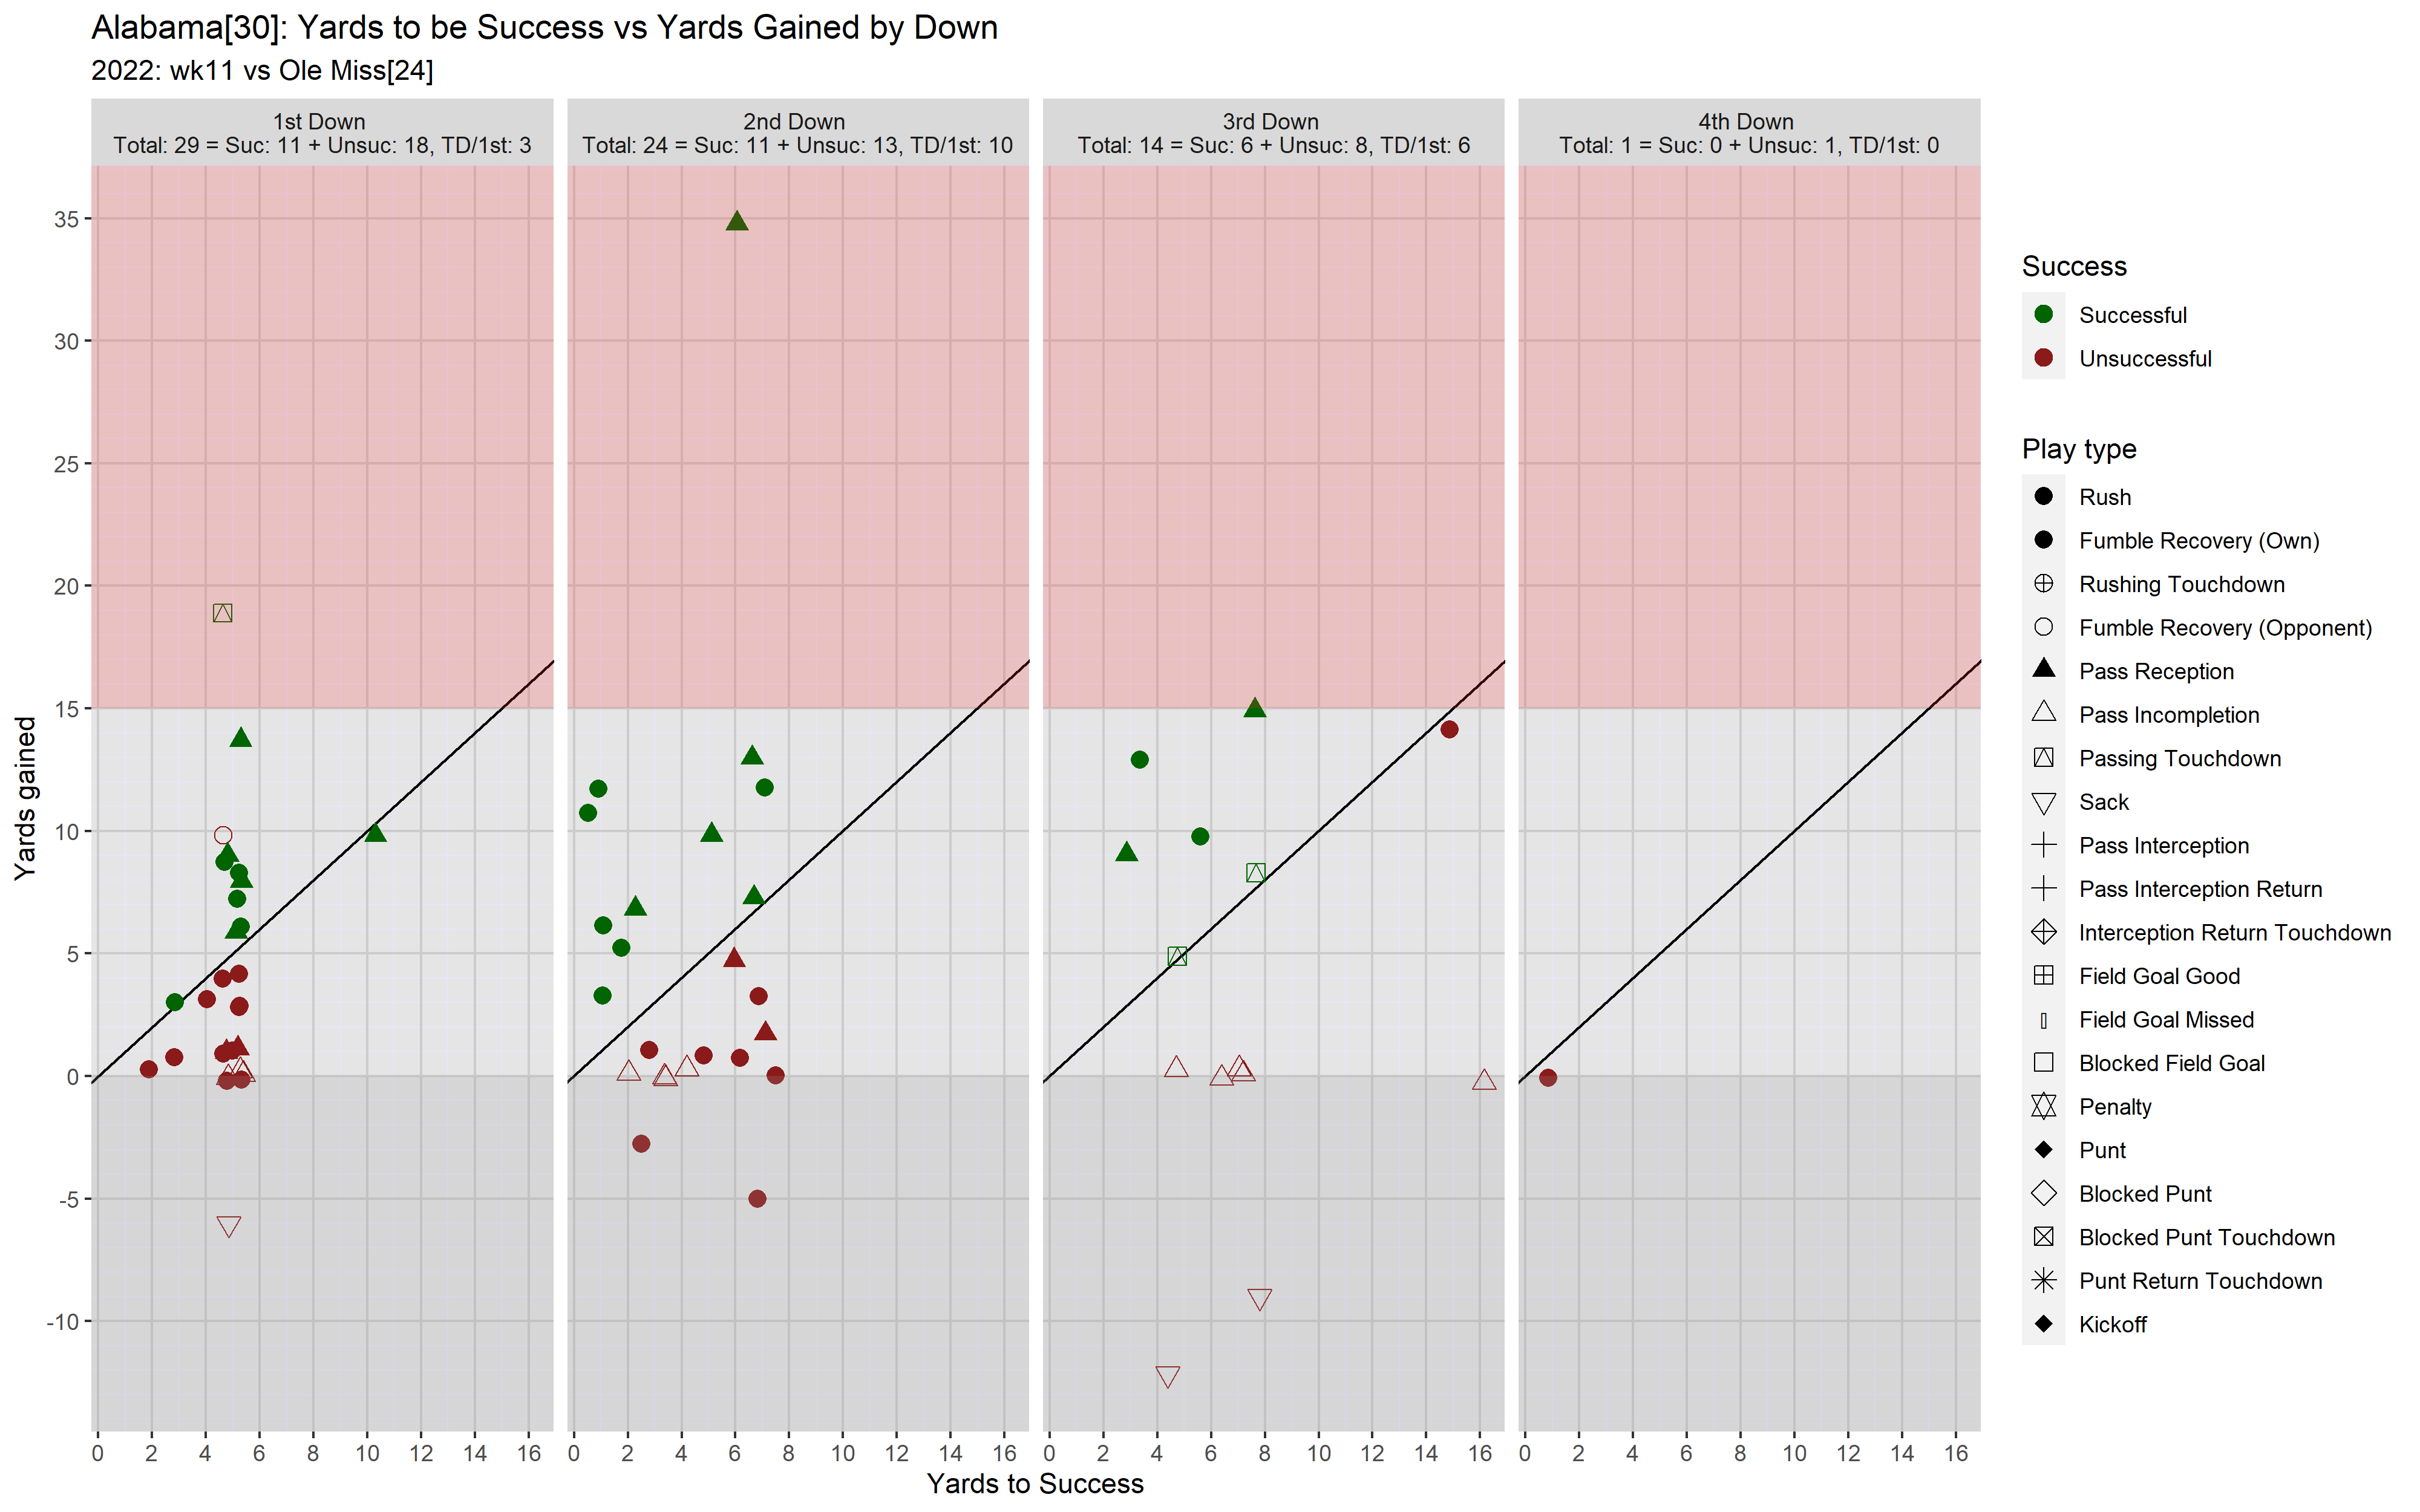 Alabama[30]: Yards to be Success vs Yards Gained by Down
2022: wk11 vs Ole Miss[24]
1st Down
Total: 29 = Suc: 11 + Unsuc: 18, TD/1st: 3
2nd Down
Total: 24 = Suc: 11 + Unsuc: 13, TD/1st: 10
3rd Down
Total: 14 = Suc: 6 + Unsuc: 8, TD/1st: 6
4th Down
Total: 1 = Suc: 0 + Unsuc: 1, TD/1st: 0
Yards gained
35
30
25
20
15
10
5
0
-5
-10
0 2 4 6 8 10 12 14 16
0 2 4 6 8 10 12 14 16
0 2 4 6 8 10 12 14 16
0 2 4 6 8 10 12 14 16
Yards to Success
Success
Successful
Unsuccessful
Play type
Rush
Fumble Recovery (Own)
Rushing Touchdown
Fumble Recovery (Opponent)
Pass Reception
Pass Incompletion
Passing Touchdown
Sack
Pass Interception
Pass Interception Return
Interception Return Touchdown
Field Goal Good
Field Goal Missed
Blocked Field Goal
Penalty
Punt
Blocked Punt
Blocked Punt Touchdown
Punt Return Touchdown
Kickoff